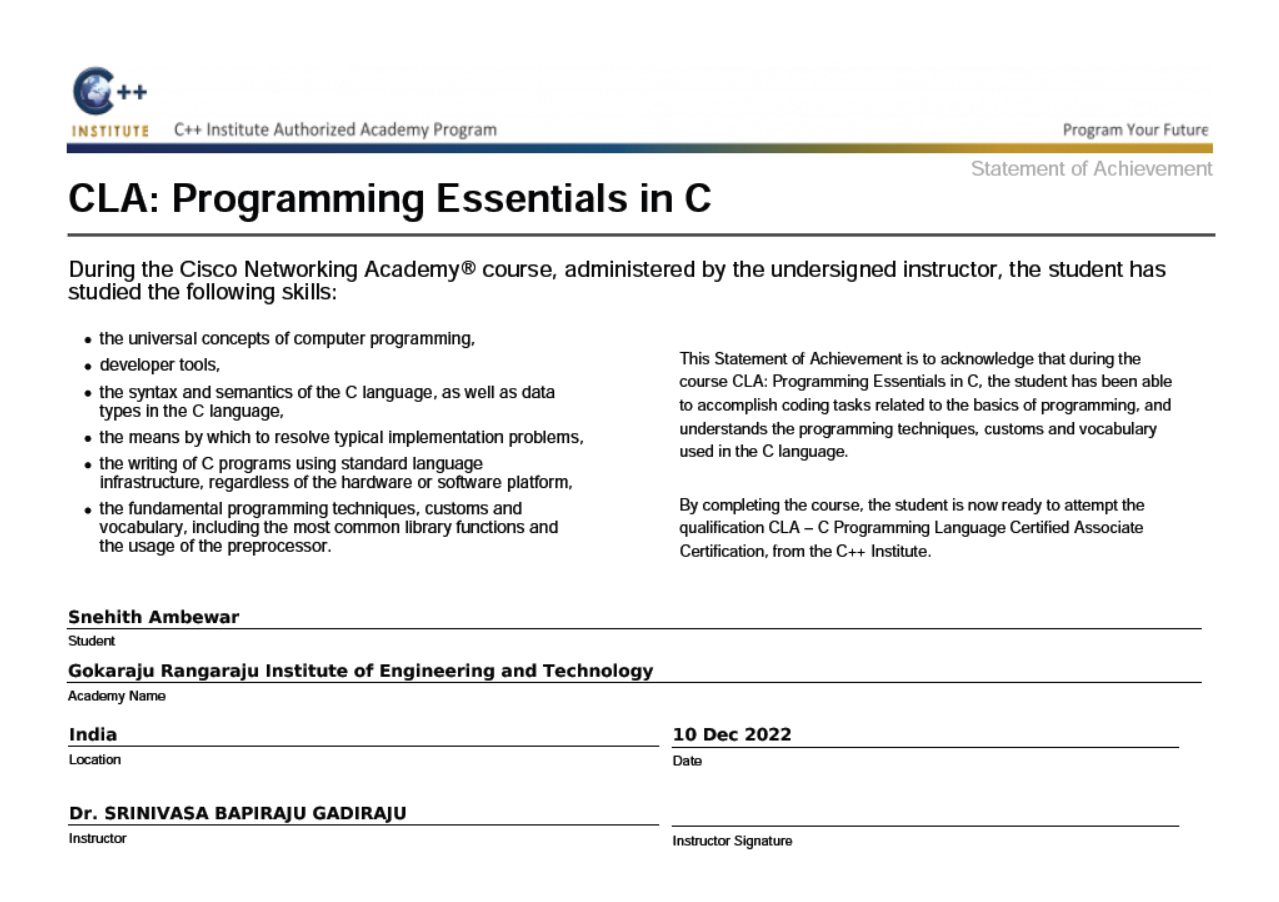 C++
INSTITUTE
C++ Institute Authorized Academy Program
Program Your Future
Statement of Achievement
CLA: Programming Essentials in C
During the Cisco Networking Academy® course, administered by the undersigned instructor, the student has
studied the following skills:
• the universal concepts of computer programming,
• developer tools,
• the syntax and semantics of the C language, as well as data
types in the C language,
• the means by which to resolve typical implementation problems,
• the writing of C programs using standard language
infrastructure, regardless of the hardware or software platform,
• the fundamental programming techniques, customs and
vocabulary, including the most common library functions and
the usage of the preprocessor.
This Statement of Achievement is to acknowledge that during the
course CLA: Programming Essentials in C, the student has been able
to accomplish coding tasks related to the basics of programming, and
understands the programming techniques, customs and vocabulary
used in the C language.
By completing the course, the student is now ready to attempt the
qualification CLA – C Programming Language Certified Associate
Certification, from the C++ Institute.
Snehith Ambewar
Student
Gokaraju Rangaraju Institute of Engineering and Technology
Academy Name
India
Location
10 Dec 2022
Date
Dr. SRINIVASA BAPIRAJU GADIRAJU
Instructor
Instructor Signature